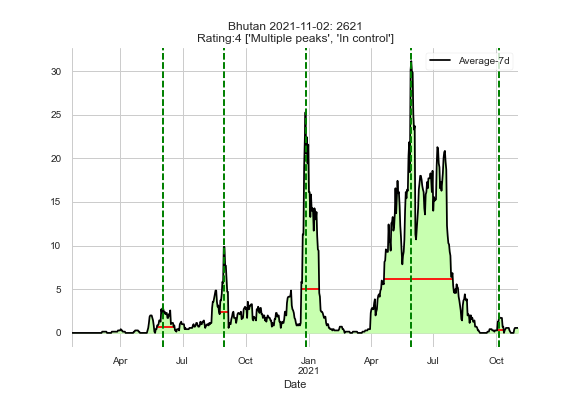 Bhutan 2021-11-02: 2621
Rating:4 ['Multiple peaks', 'In control']
Average-7d
30
25
20
15
10
5
0
Apr Jul Oct Jan Apr Jul Oct
2021
Date